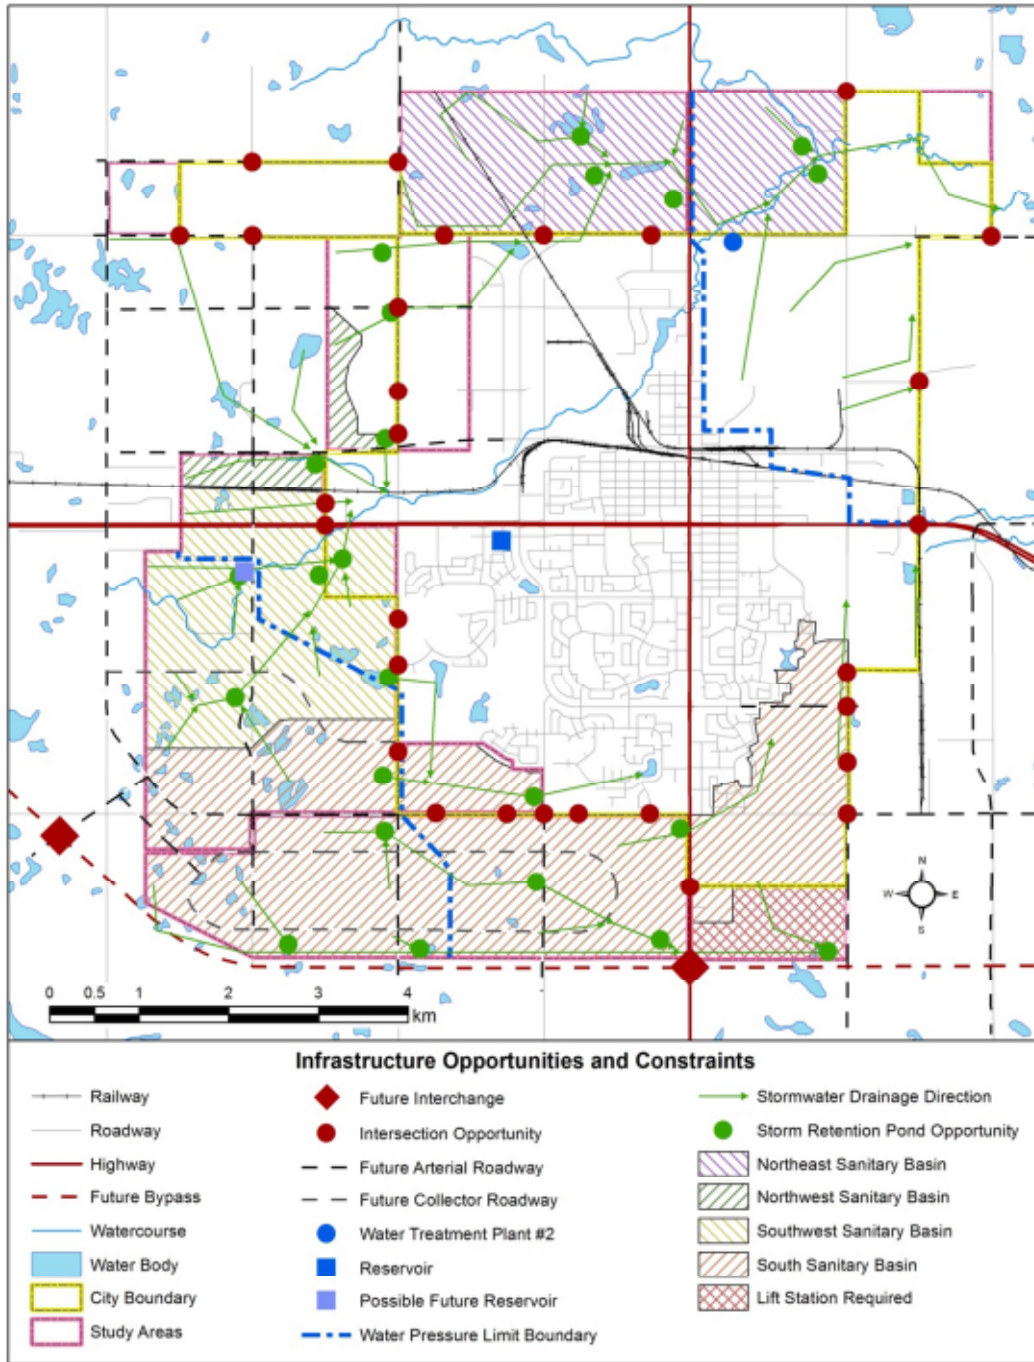 N
W
E
S
0 0.5 1 2 3 4
km
Infrastructure Opportunities and Constraints
Railway
Roadway
Highway
Future Bypass
Watercourse
Water Body
City Boundary
Study Areas
Future Interchange
Intersection Opportunity
Future Arterial Roadway
Future Collector Roadway
Water Treatment Plant #2
Reservoir
Possible Future Reservoir
Water Pressure Limit Boundary
Stormwater Drainage Direction
Storm Retention Pond Opportunity
Northeast Sanitary Basin
Northwest Sanitary Basin
Southwest Sanitary Basin
South Sanitary Basin
Lift Station Required